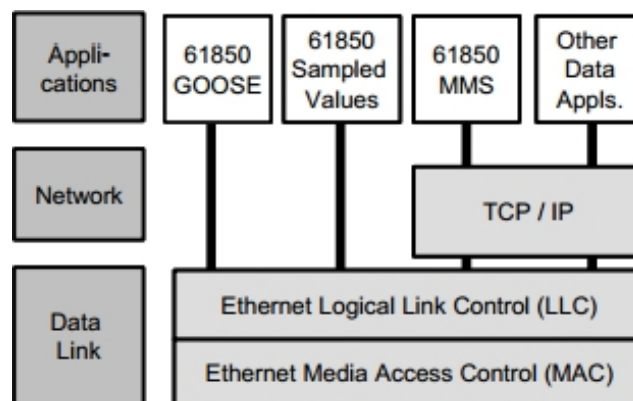 Appli-
cations
61850
GOOSE
61850
Sampled
Values
61850
MMS
Other
Data
Appls.
Network
TCP / IP
Data
Link
Ethernet Logical Link Control (LLC)
Ethernet Media Access Control (MAC)